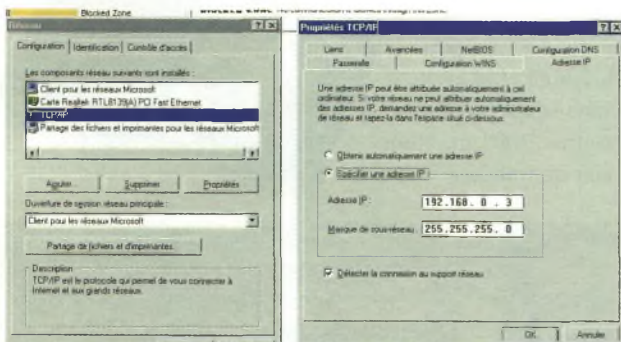 Blocked Zone
Réseau
Configuration | Identification | Contrôle d'accès
Les composants réseau suivants sont installés :
Client pour les réseaux Microsoft
Carte Realtek RTL8139(A) PCI Fast Ethernet
TCP/IP
Partage des fichiers et imprimantes pour les réseaux Microsoft
Ajouter... Supprimer Propriétés
Ouverture de session réseau principale :
Client pour les réseaux Microsoft
Partage de fichiers et d'imprimantes...
Description
TCP/IP est le protocole qui permet de vous connecter à
Internet et aux grands réseaux.
Propriétés TCP/IP
Liens Avancées NetBIOS Configuration DNS
Passerelle Configuration WINS Adresse IP
Une adresse IP peut être attribuée automatiquement à cet
ordinateur. Si votre réseau ne peut attribuer automatiquement
des adresses IP, demandez une adresse à votre administrateur
de réseau et tapez-la dans l'espace situé ci-dessous.
Obtenir automatiquement une adresse IP
Spécifier une adresse IP :
Adresse IP : 192.168. 0 . 3
Masque de sous-réseau : 255.255.255. 0
Détecter la connexion au support réseau
OK Annuler